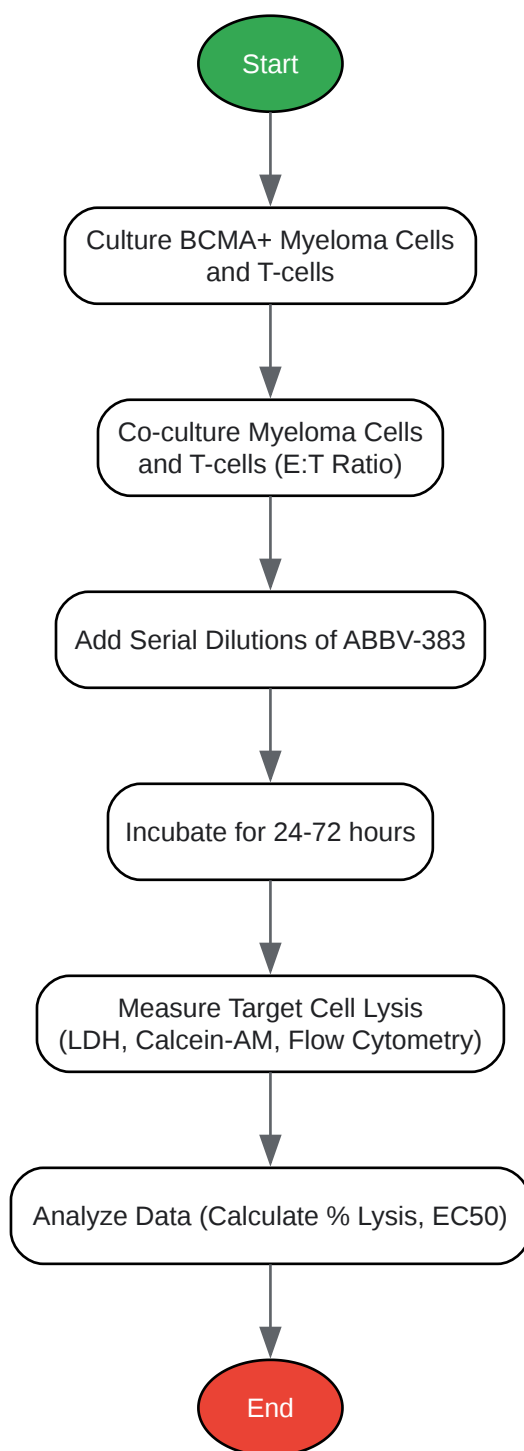 Start
Culture BCMA+ Myeloma Cells
and T-cells
Co-culture Myeloma Cells
and T-cells (E:T Ratio)
Add Serial Dilutions of ABBV-383
Incubate for 24-72 hours
Measure Target Cell Lysis
(LDH, Calcein-AM, Flow Cytometry)
Analyze Data (Calculate % Lysis, EC50)
End